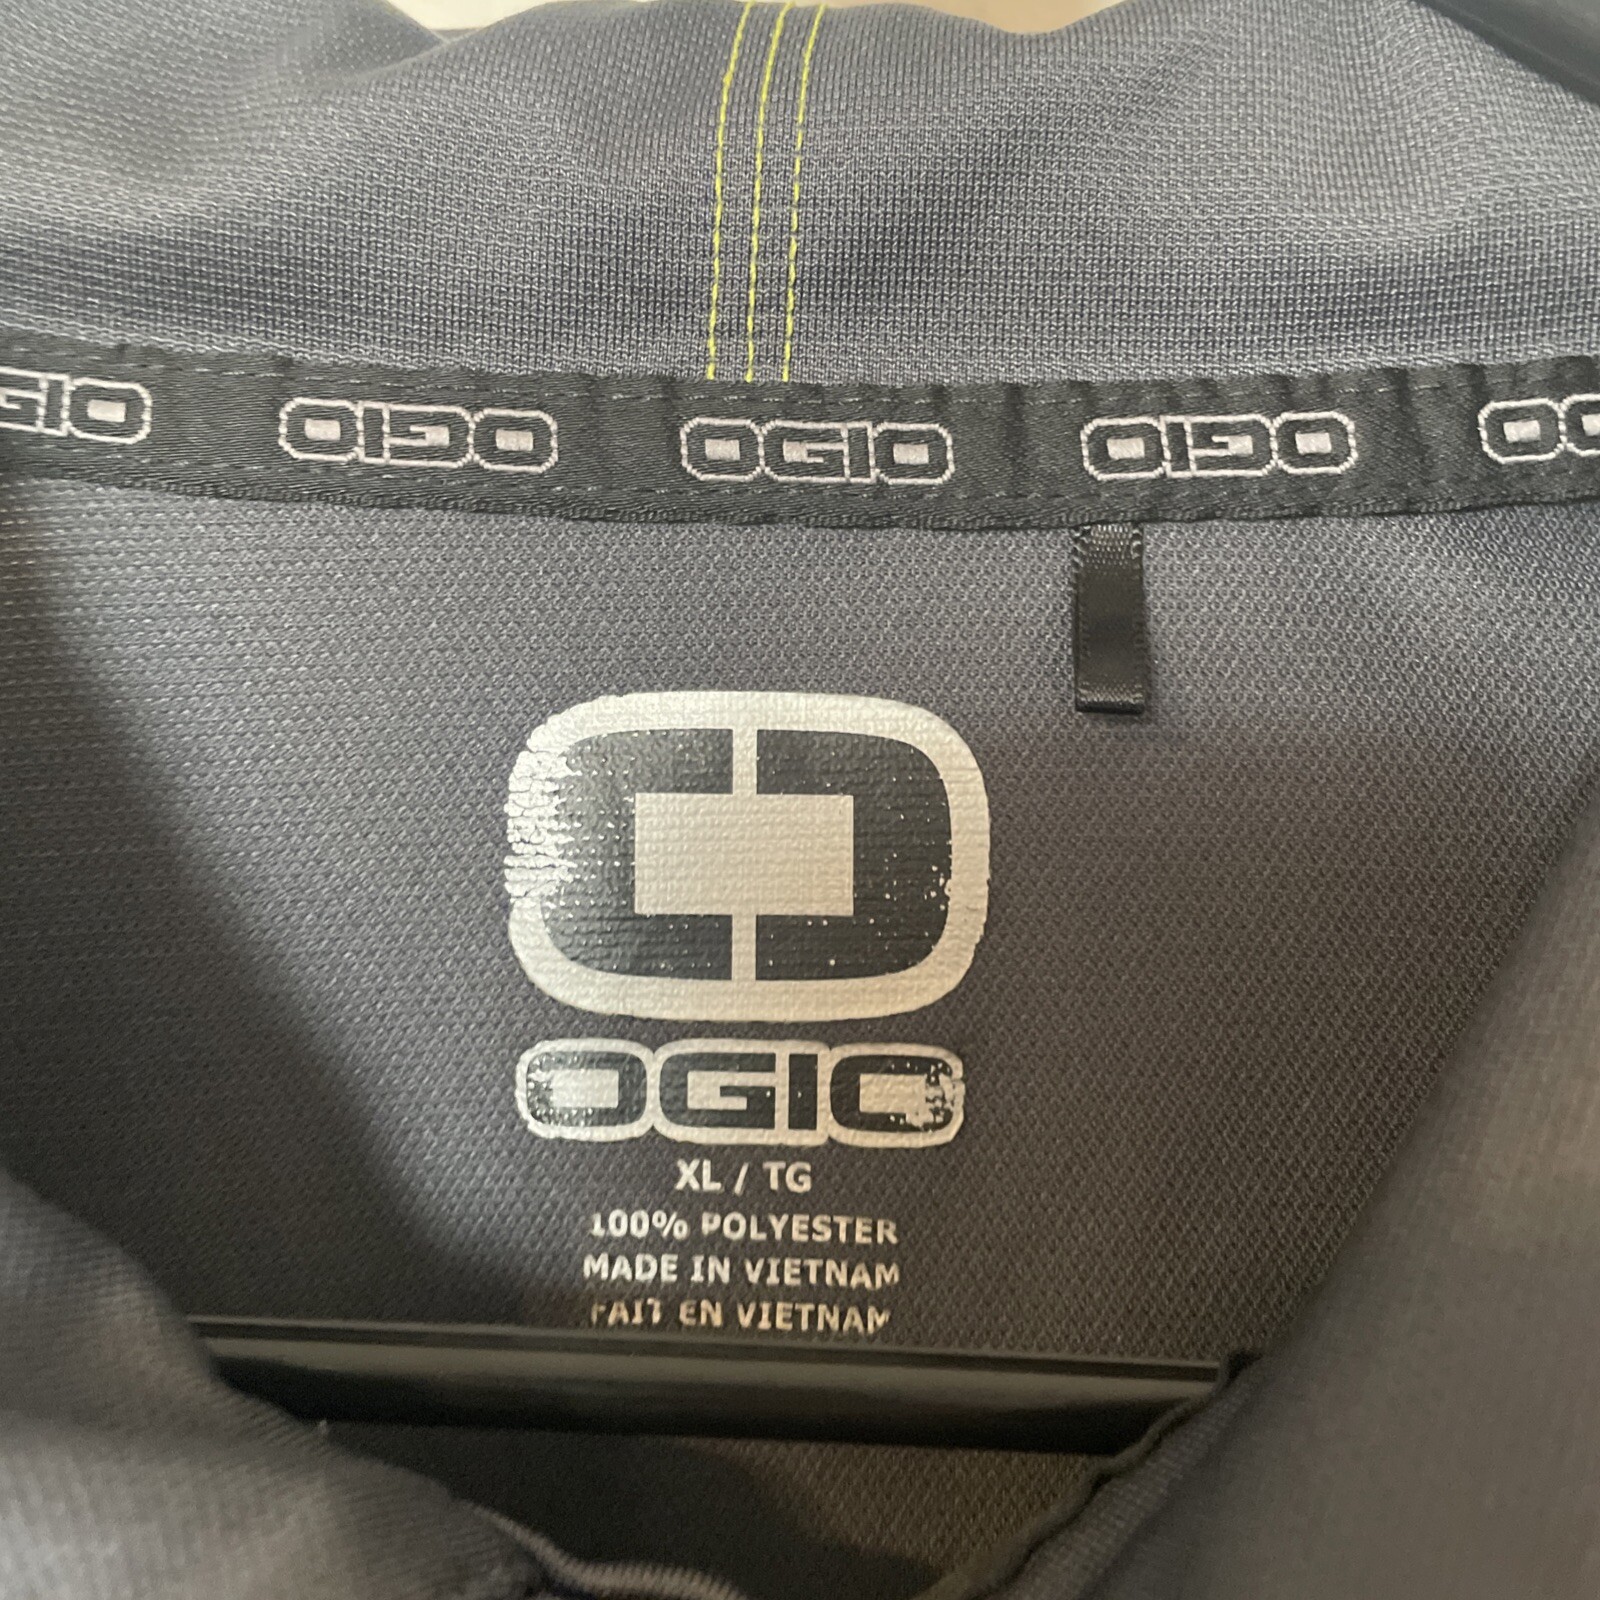 OGIO OGIO OGIO OGIO
OGIO
XL / TG
100% POLYESTER
MADE IN VIETNAM
FAIT EN VIETNAM